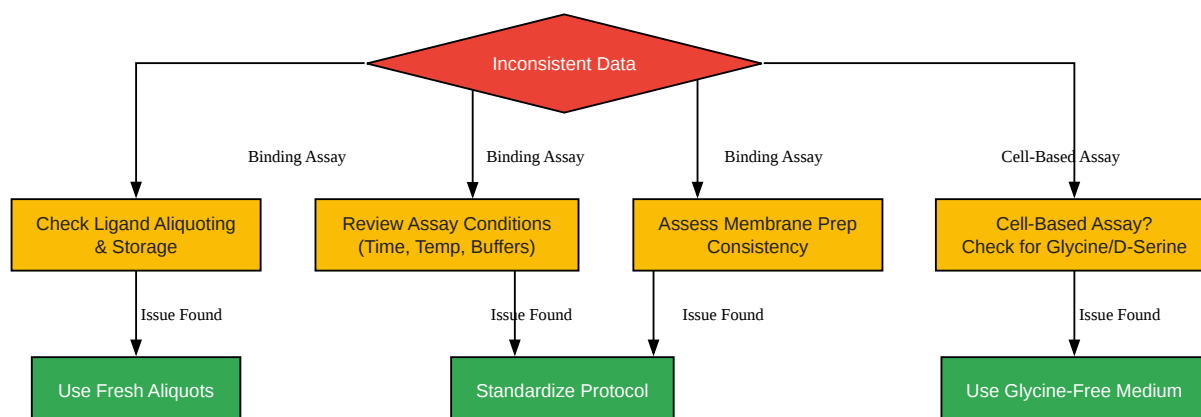 Inconsistent Data
Binding Assay
Binding Assay
Binding Assay
Cell-Based Assay
Check Ligand Aliquoting
& Storage
Review Assay Conditions
(Time, Temp, Buffers)
Assess Membrane Prep
Consistency
Cell-Based Assay?
Check for Glycine/D-Serine
Issue Found
Issue Found
Issue Found
Issue Found
Use Fresh Aliquots
Standardize Protocol
Use Glycine-Free Medium